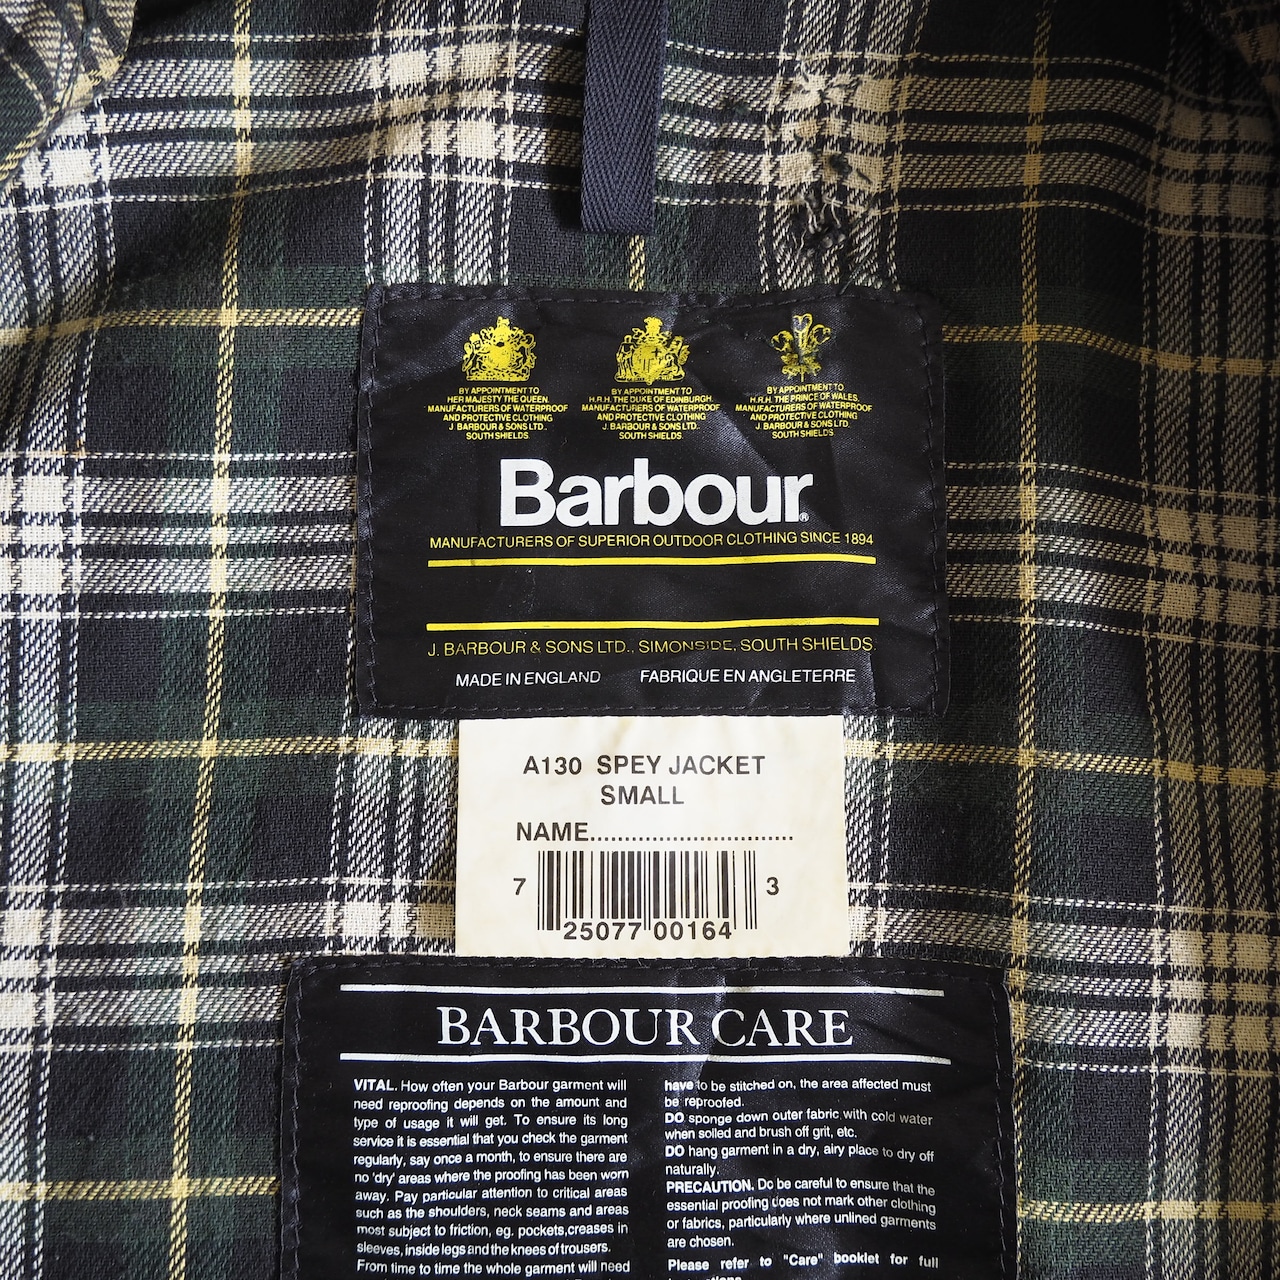 BY APPOINTMENT TO
HER MAJESTY THE QUEEN.
MANUFACTURERS OF WATERPROOF
AND PROTECTIVE CLOTHING
J. BARBOUR & SONS LTD.,
SOUTH SHIELDS.
BY APPOINTMENT TO
H.R.H. THE DUKE OF EDINBURGH.
MANUFACTURERS OF WATERPROOF
AND PROTECTIVE CLOTHING
J. BARBOUR & SONS LTD.
SOUTH SHIELDS.
BY APPOINTMENT TO
H.R.H. THE PRINCE OF WALES.
MANUFACTURERS OF WATERPROOF
AND PROTECTIVE CLOTHING
J. BARBOUR & SONS LTD.
SOUTH SHIELDS.
Barbour®
MANUFACTURERS OF SUPERIOR OUTDOOR CLOTHING SINCE 1894
J. BARBOUR & SONS LTD., SIMONSIDE, SOUTH SHIELDS.
MADE IN ENGLAND FABRIQUE EN ANGLETERRE
A130 SPEY JACKET
SMALL
NAME..............................
7 25077 00164 3
BARBOUR CARE
VITAL. How often your Barbour garment will
need reproofing depends on the amount and
type of usage it will get. To ensure its long
service it is essential that you check the garment
regularly, say once a month, to ensure there are
no 'dry' areas where the proofing has been worn
away. Pay particular attention to critical areas
such as the shoulders, neck seams and areas
most subject to friction, eg. pockets,creases in
sleeves, inside legs and the knees of trousers.
From time to time the whole garment will need
have to be stitched on, the area affected must
be reproofed.
DO sponge down outer fabric with cold water
when soiled and brush off grit, etc.
DO hang garment in a dry, airy place to dry off
naturally.
PRECAUTION. Do be careful to ensure that the
essential proofing does not mark other clothing
or fabrics, particularly where unlined garments
are chosen.
Please refer to "Care" booklet for full